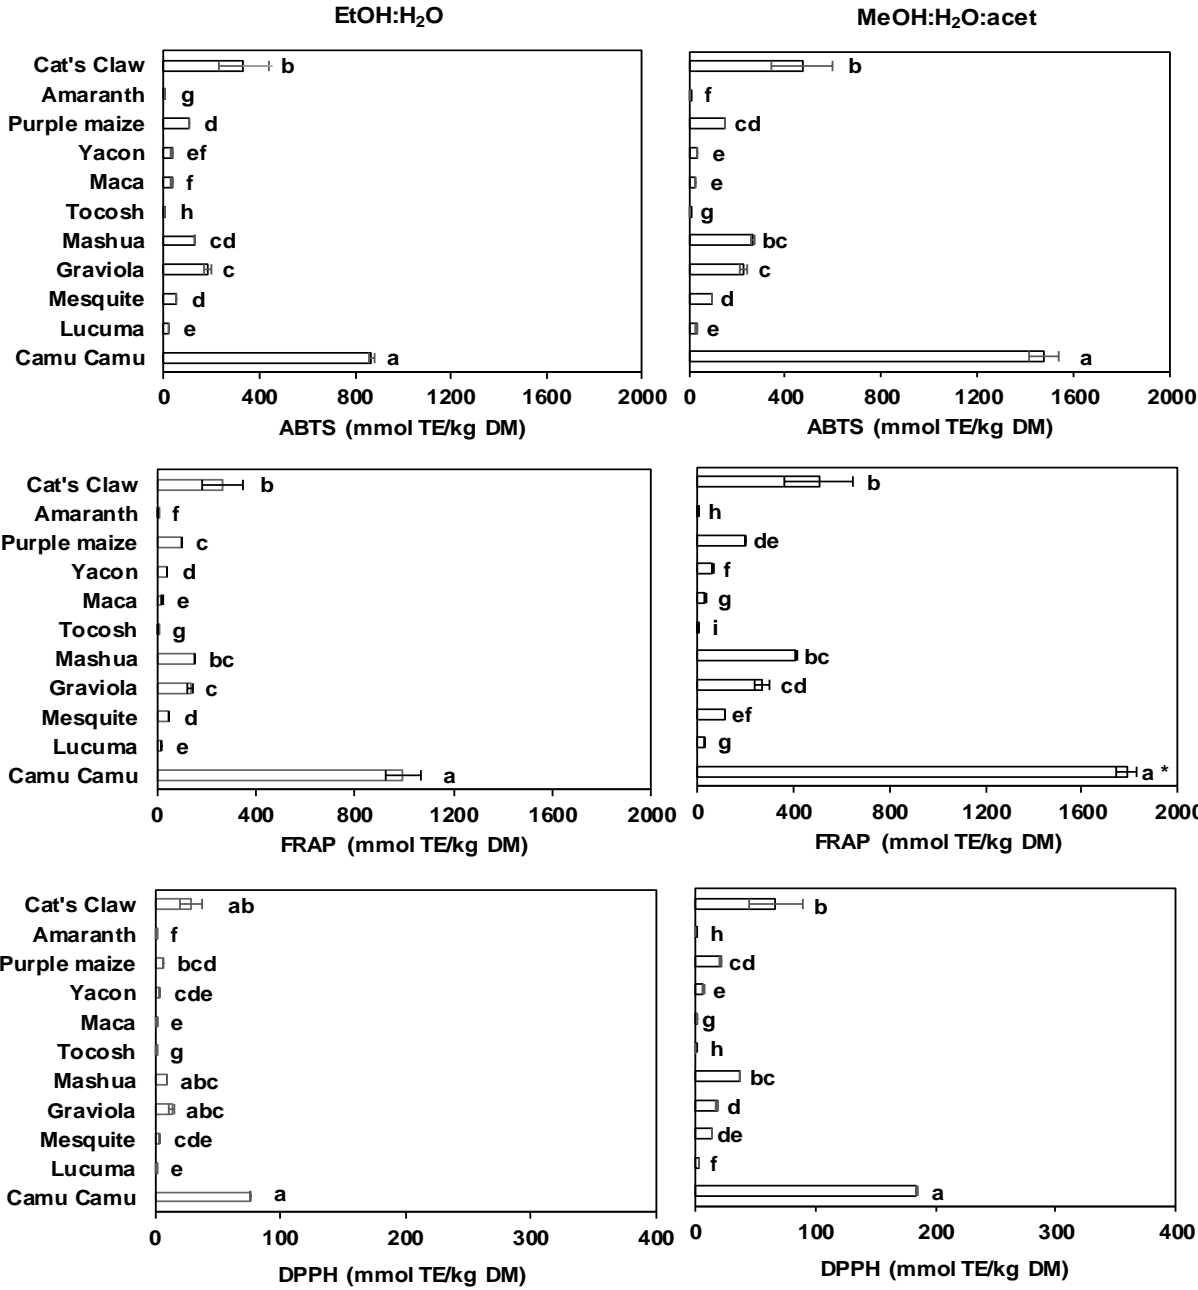 EtOH:H₂O MeOH:H₂O:acet
Cat's Claw b b
Amaranth g f
Purple maize d cd
Yacon ef e
Maca f e
Tocosh h g
Mashua cd bc
Graviola c c
Mesquite d d
Lucuma e e
Camu Camu a a
0 400 800 1200 1600 2000 0 400 800 1200 1600 2000
ABTS (mmol TE/kg DM) ABTS (mmol TE/kg DM)
Cat's Claw b b
Amaranth f h
Purple maize c de
Yacon d f
Maca e g
Tocosh g i
Mashua bc bc
Graviola c cd
Mesquite d ef
Lucuma e g
Camu Camu a a *
0 400 800 1200 1600 2000 0 400 800 1200 1600 2000
FRAP (mmol TE/kg DM) FRAP (mmol TE/kg DM)
Cat's Claw ab b
Amaranth f h
Purple maize bcd cd
Yacon cde e
Maca e g
Tocosh g h
Mashua abc bc
Graviola abc d
Mesquite cde de
Lucuma e f
Camu Camu a a
0 100 200 300 400 0 100 200 300 400
DPPH (mmol TE/kg DM) DPPH (mmol TE/kg DM)